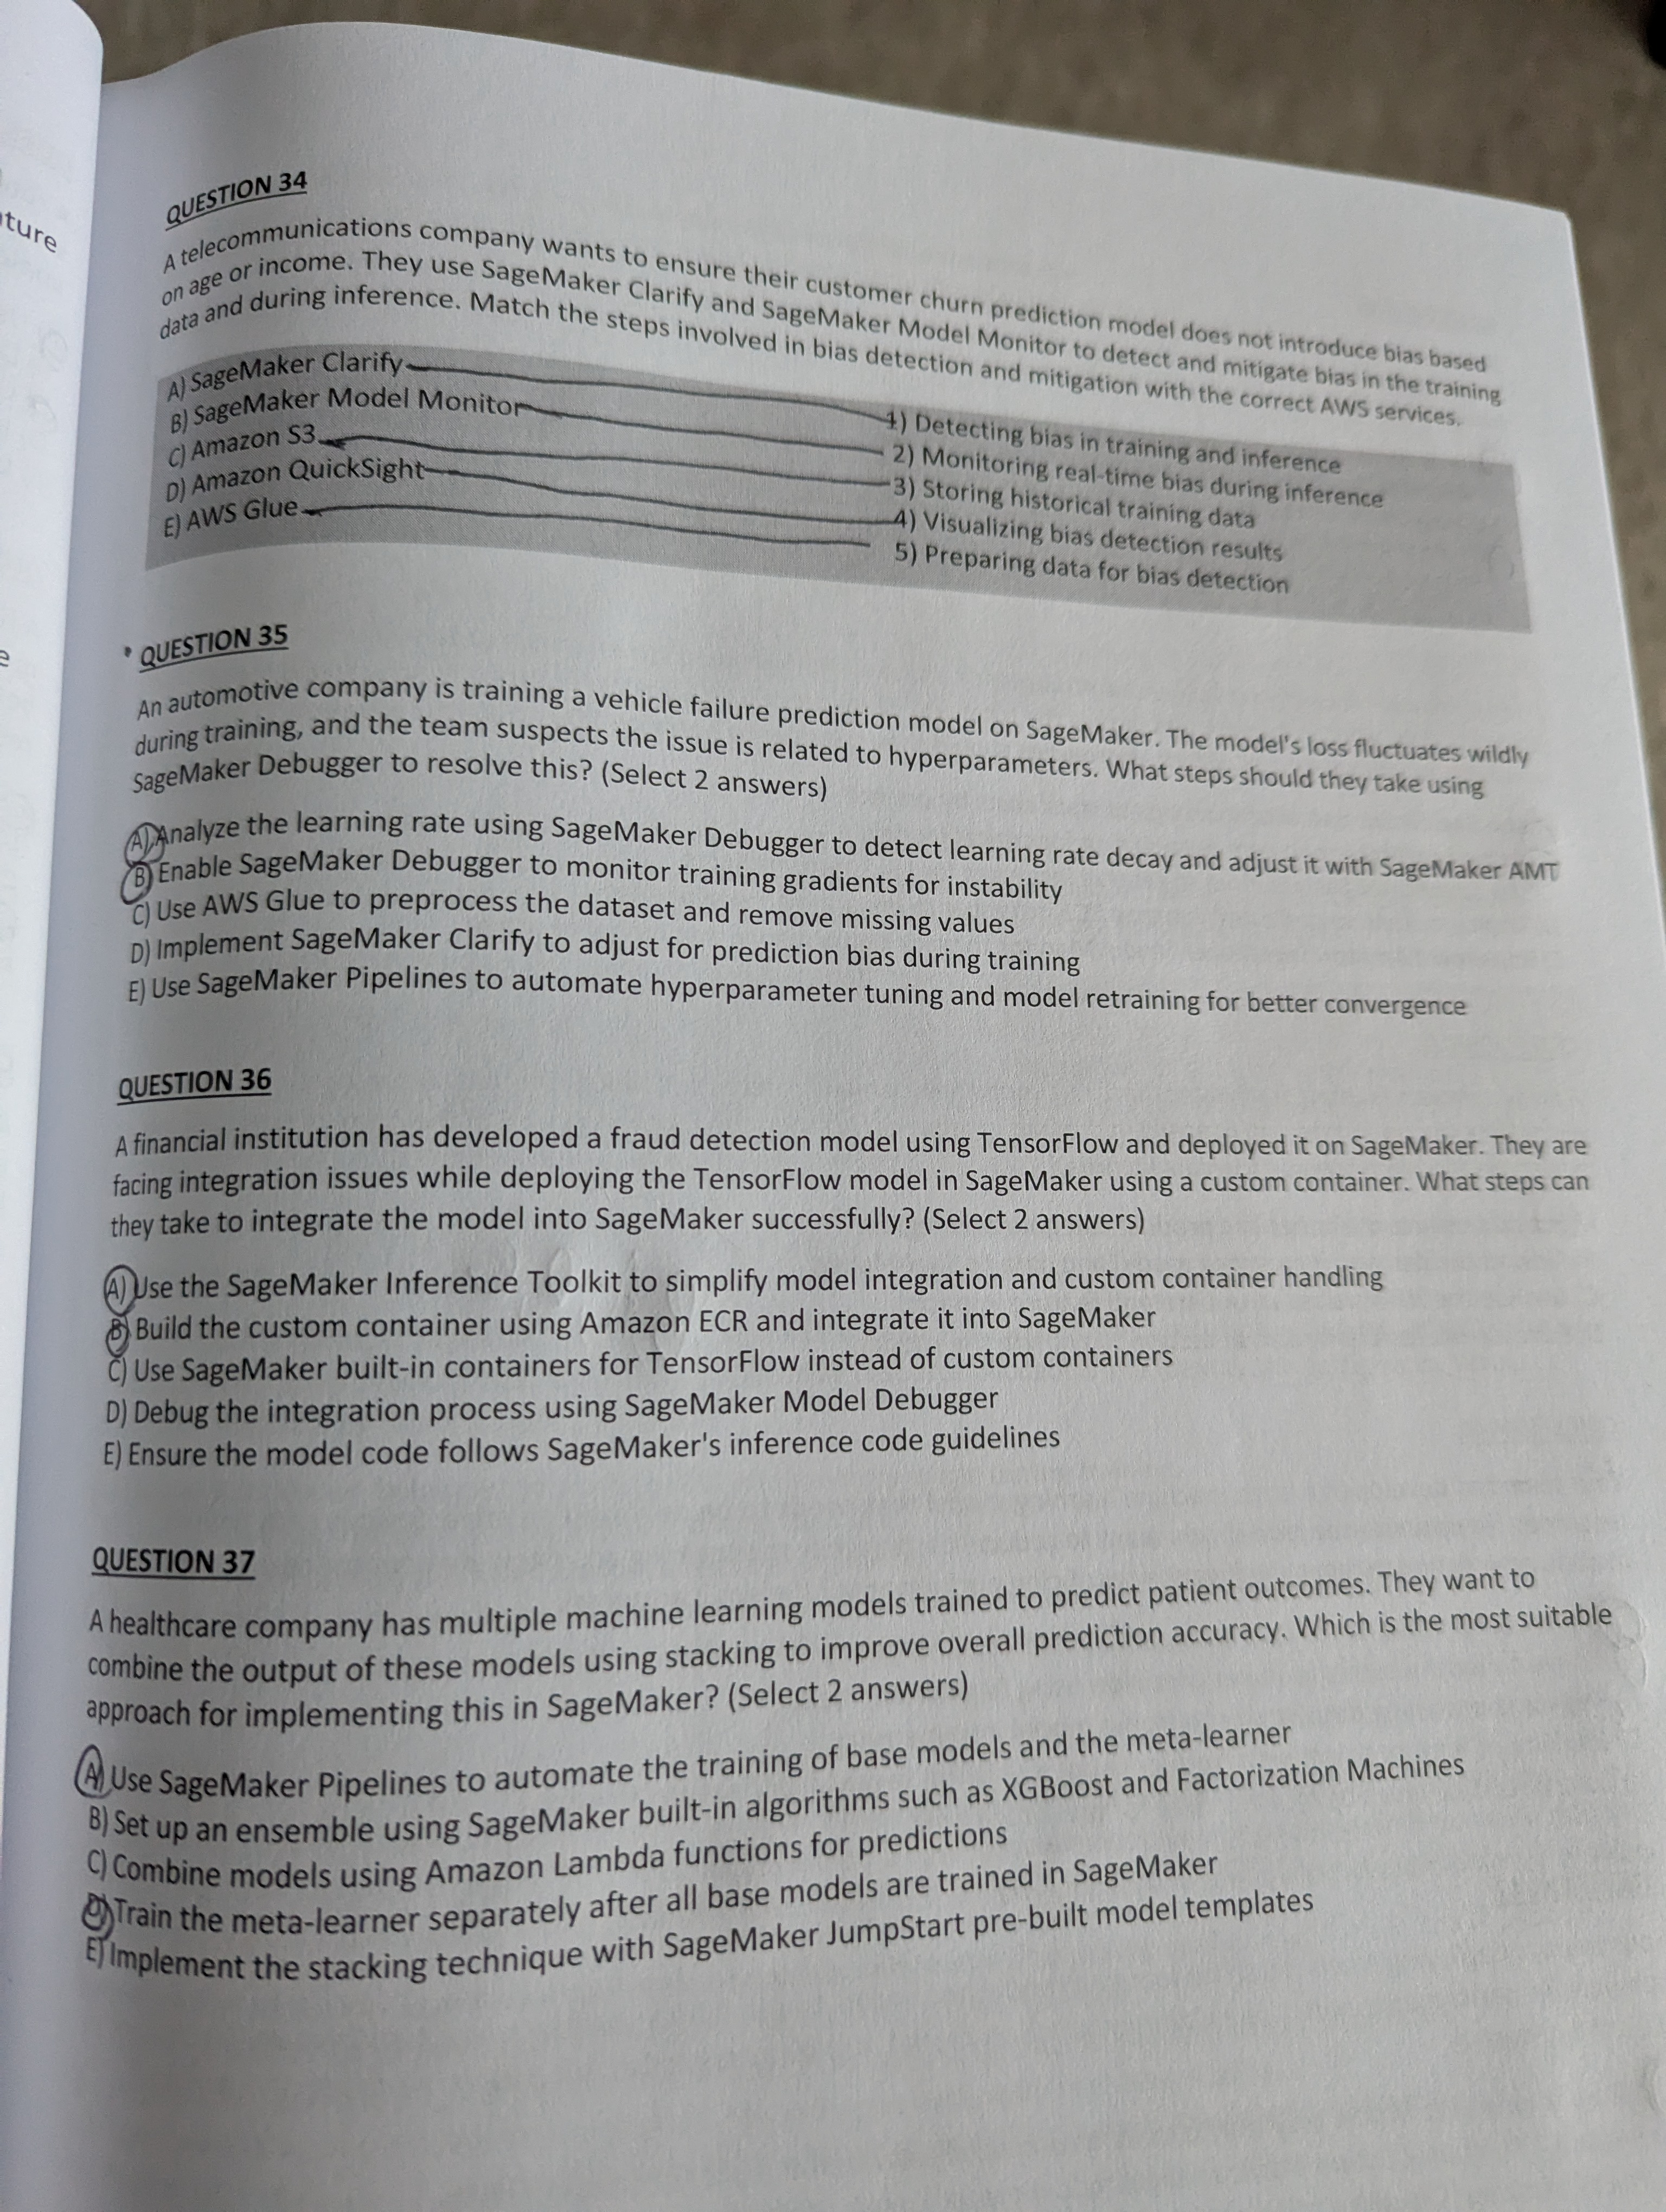 ture
e
QUESTION 34
A telecommunications company wants to ensure their customer churn prediction model does not introduce bias based
on age or income. They use SageMaker Clarify and SageMaker Model Monitor to detect and mitigate bias in the training
data and during inference. Match the steps involved in bias detection and mitigation with the correct AWS services.
A) SageMaker Clarify
B) SageMaker Model Monitor
C) Amazon S3
D) Amazon QuickSight
E) AWS Glue
1) Detecting bias in training and inference
2) Monitoring real-time bias during inference
3) Storing historical training data
4) Visualizing bias detection results
5) Preparing data for bias detection
QUESTION 35
An automotive company is training a vehicle failure prediction model on SageMaker. The model's loss fluctuates wildly
during training, and the team suspects the issue is related to hyperparameters. What steps should they take using
SageMaker Debugger to resolve this? (Select 2 answers)
A) Analyze the learning rate using SageMaker Debugger to detect learning rate decay and adjust it with SageMaker AMT
B) Enable SageMaker Debugger to monitor training gradients for instability
C) Use AWS Glue to preprocess the dataset and remove missing values
D) Implement SageMaker Clarify to adjust for prediction bias during training
E) Use SageMaker Pipelines to automate hyperparameter tuning and model retraining for better convergence
QUESTION 36
A financial institution has developed a fraud detection model using TensorFlow and deployed it on SageMaker. They are
facing integration issues while deploying the TensorFlow model in SageMaker using a custom container. What steps can
they take to integrate the model into SageMaker successfully? (Select 2 answers)
A) Use the SageMaker Inference Toolkit to simplify model integration and custom container handling
B) Build the custom container using Amazon ECR and integrate it into SageMaker
C) Use SageMaker built-in containers for TensorFlow instead of custom containers
D) Debug the integration process using SageMaker Model Debugger
E) Ensure the model code follows SageMaker's inference code guidelines
QUESTION 37
A healthcare company has multiple machine learning models trained to predict patient outcomes. They want to
combine the output of these models using stacking to improve overall prediction accuracy. Which is the most suitable
approach for implementing this in SageMaker? (Select 2 answers)
A) Use SageMaker Pipelines to automate the training of base models and the meta-learner
B) Set up an ensemble using SageMaker built-in algorithms such as XGBoost and Factorization Machines
C) Combine models using Amazon Lambda functions for predictions
D) Train the meta-learner separately after all base models are trained in SageMaker
E) Implement the stacking technique with SageMaker JumpStart pre-built model templates